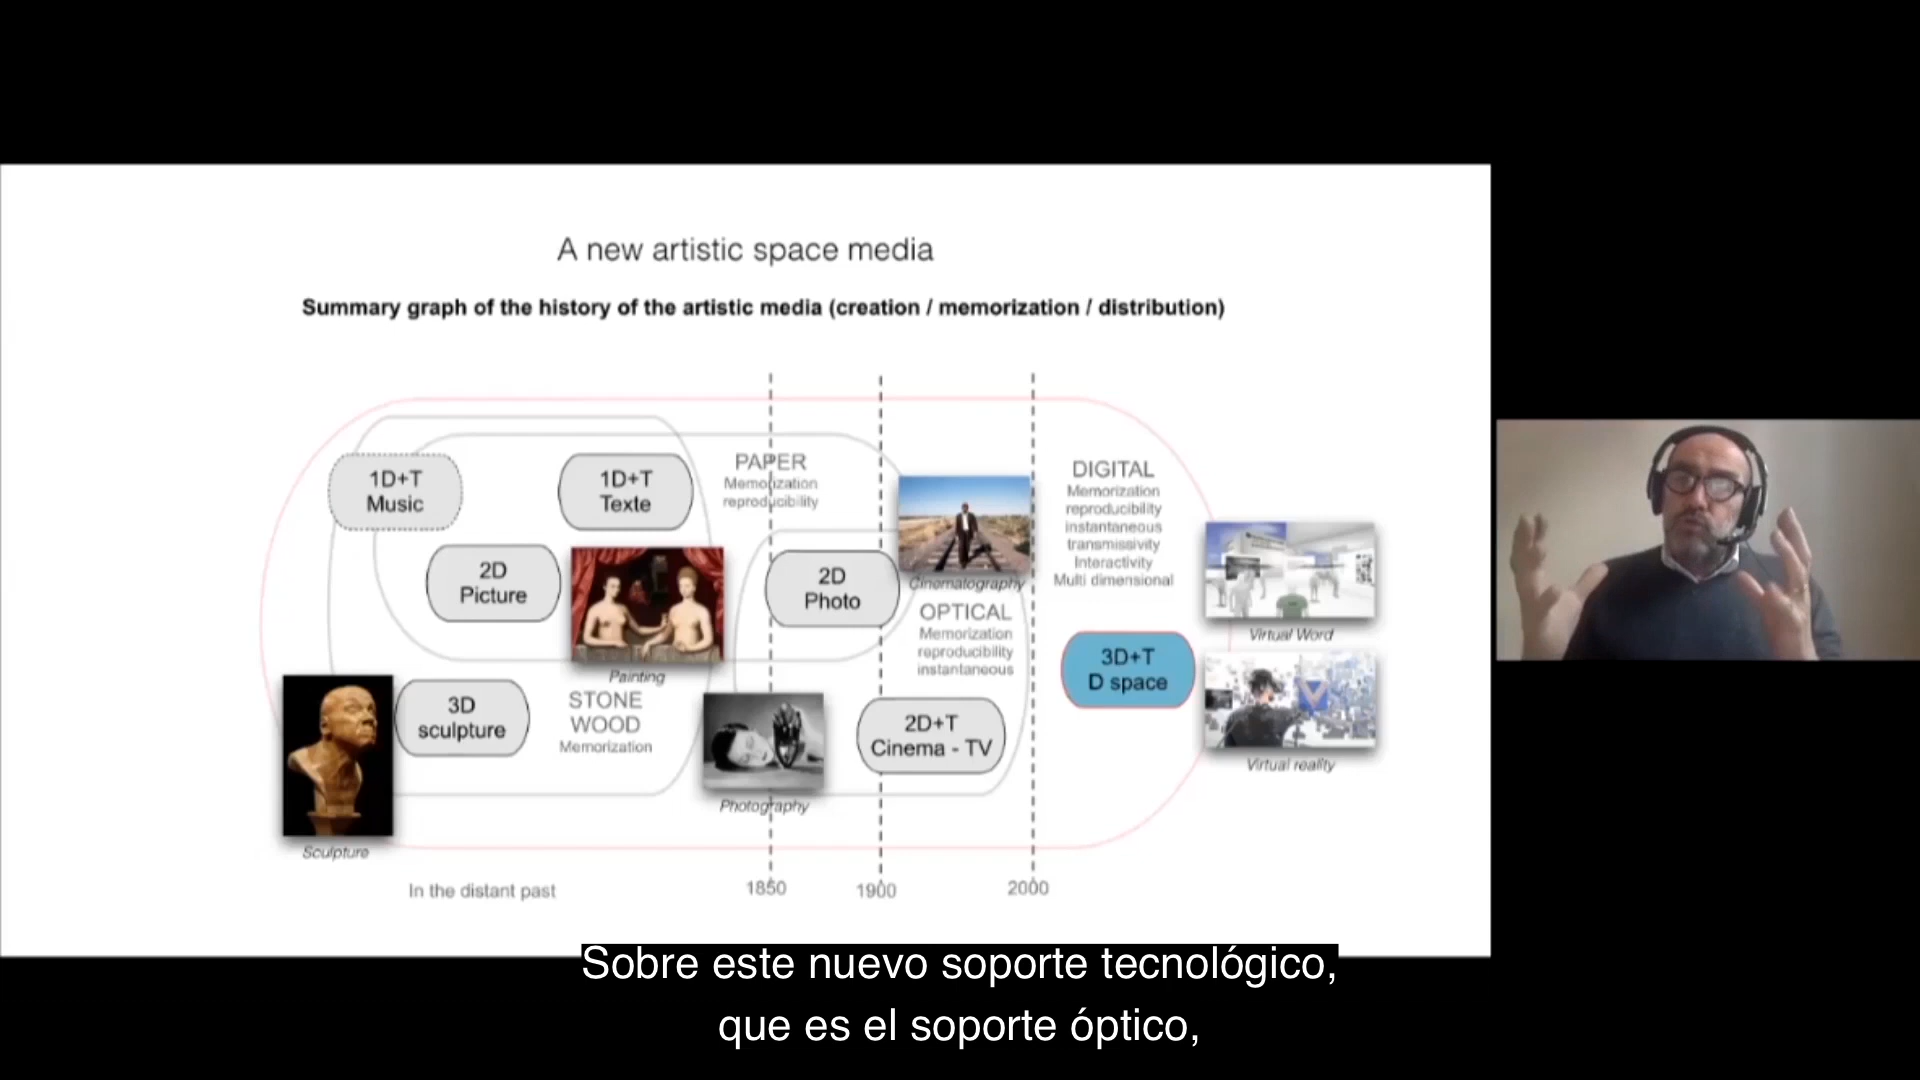 A new artistic space media
Summary graph of the history of the artistic media (creation / memorization / distribution)
1D+T
Music
1D+T
Texte
PAPER
Memorization
reproducibility
2D
Picture
Painting
2D
Photo
Cinematography
OPTICAL
Memorization
reproducibility
instantaneous
DIGITAL
Memorization
reproducibility
instantaneous
transmissivity
Interactivity
Multi dimensional
Virtual Word
3D+T
D space
Virtual reality
3D
sculpture
STONE
WOOD
Memorization
Sculpture
Photography
2D+T
Cinema - TV
In the distant past
1850
1900
2000
Sobre este nuevo soporte tecnológico,
que es el soporte óptico,